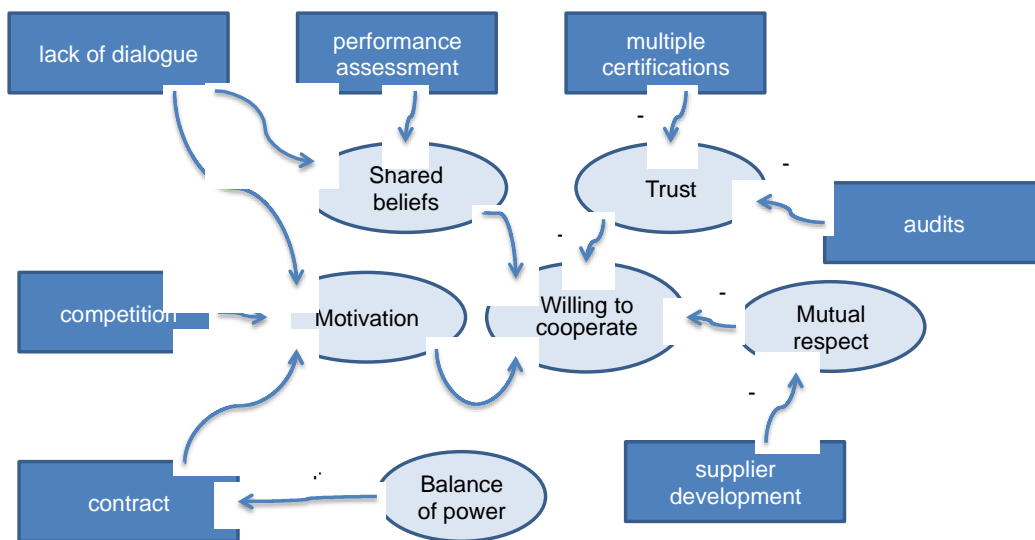 lack of dialogue
performance
assessment
multiple
certifications
-
-
Shared
beliefs
Trust
audits
-
-
competition
Motivation
Willing to
cooperate
Mutual
respect
-
contract
Balance
of power
supplier
development